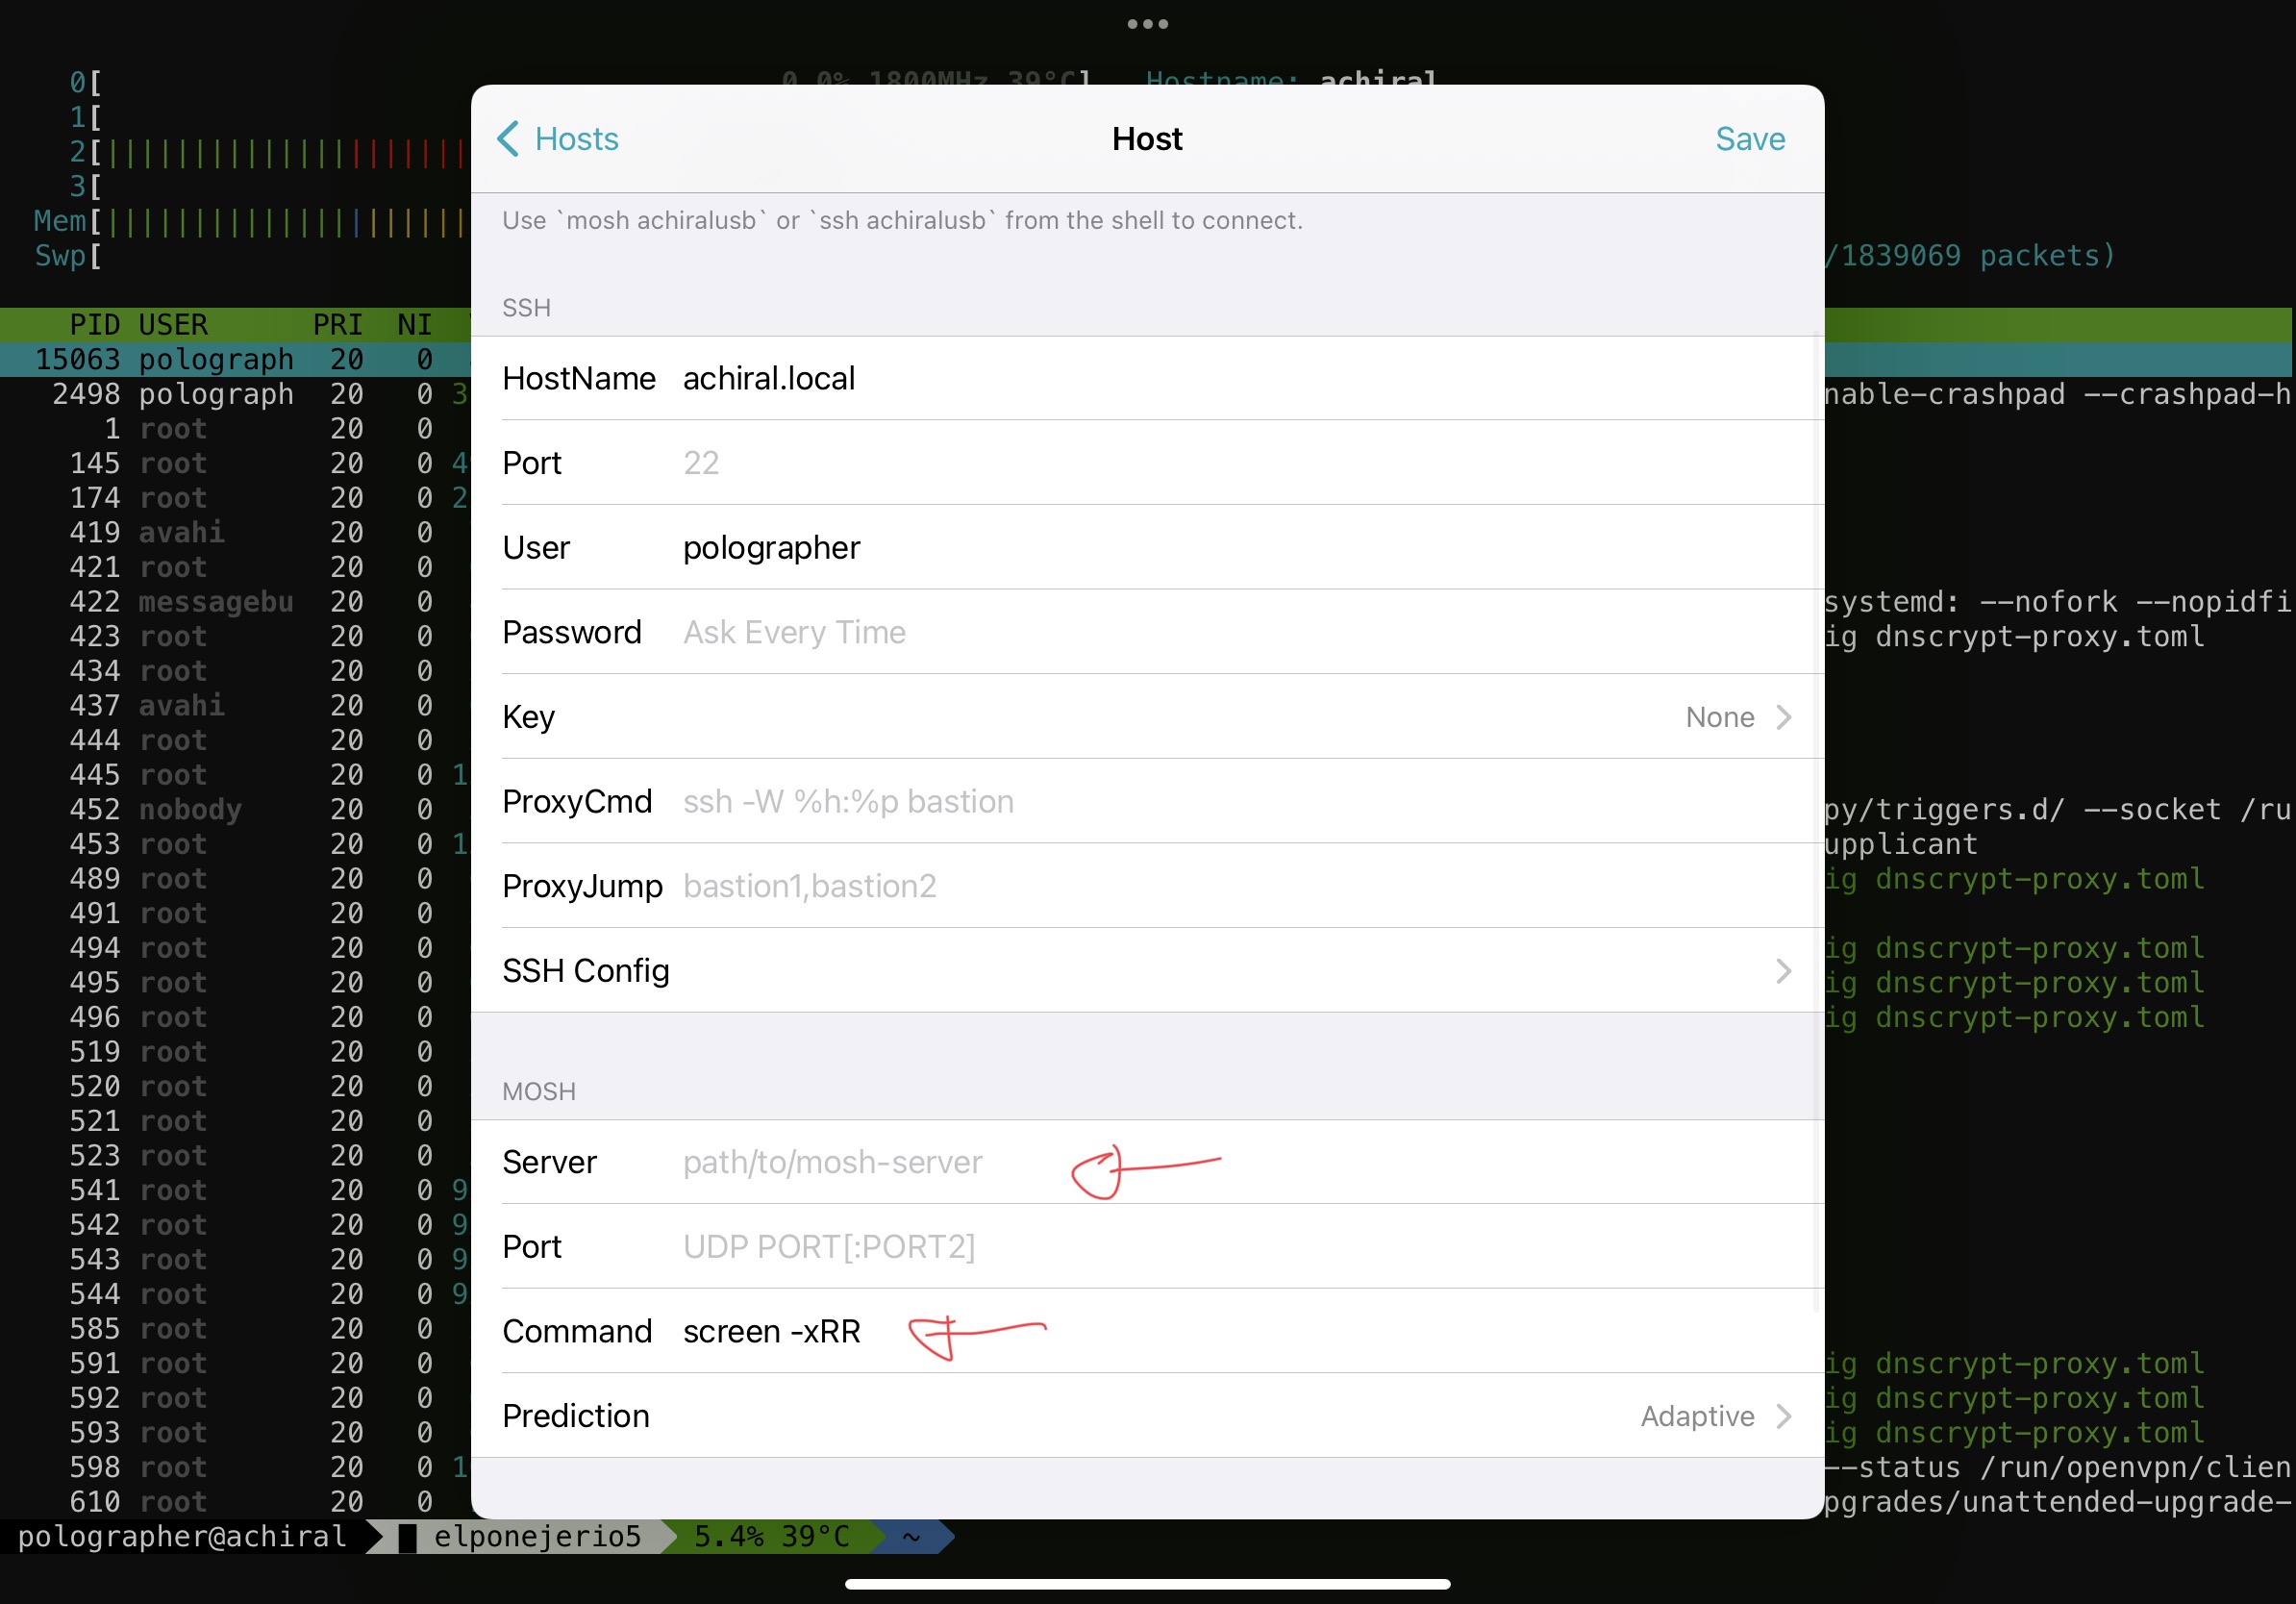 0[ 0.0% 1800MHz 39°C] Hostname: achiral
1[
2[||||||||||||||||||||||
3[
Mem[||||||||||||||||||||||
Swp[ /1839069 packets)
PID USER PRI NI
15063 polograph 20 0
2498 polograph 20 0 3 nable-crashpad --crashpad-h
1 root 20 0
145 root 20 0 4
174 root 20 0 2
419 avahi 20 0
421 root 20 0
422 messagebu 20 0 systemd: --nofork --nopidfi
423 root 20 0 ig dnscrypt-proxy.toml
434 root 20 0
437 avahi 20 0
444 root 20 0
445 root 20 0 1
452 nobody 20 0 py/triggers.d/ --socket /ru
453 root 20 0 1 upplicant
489 root 20 0 ig dnscrypt-proxy.toml
491 root 20 0
494 root 20 0 ig dnscrypt-proxy.toml
495 root 20 0 ig dnscrypt-proxy.toml
496 root 20 0 ig dnscrypt-proxy.toml
519 root 20 0
520 root 20 0
521 root 20 0
523 root 20 0
541 root 20 0 9
542 root 20 0 9
543 root 20 0 9
544 root 20 0 9
585 root 20 0
591 root 20 0 ig dnscrypt-proxy.toml
592 root 20 0 ig dnscrypt-proxy.toml
593 root 20 0 ig dnscrypt-proxy.toml
598 root 20 0 1 --status /run/openvpn/clien
610 root 20 0 pgrades/unattended-upgrade-
polographer@achiral elponejerio5 5.4% 39°C ~
Hosts Host Save
Use `mosh achiralusb` or `ssh achiralusb` from the shell to connect.
SSH
HostName achiral.local
Port 22
User polographer
Password Ask Every Time
Key None
ProxyCmd ssh -W %h:%p bastion
ProxyJump bastion1,bastion2
SSH Config
MOSH
Server path/to/mosh-server
Port UDP PORT[:PORT2]
Command screen -xRR
Prediction Adaptive